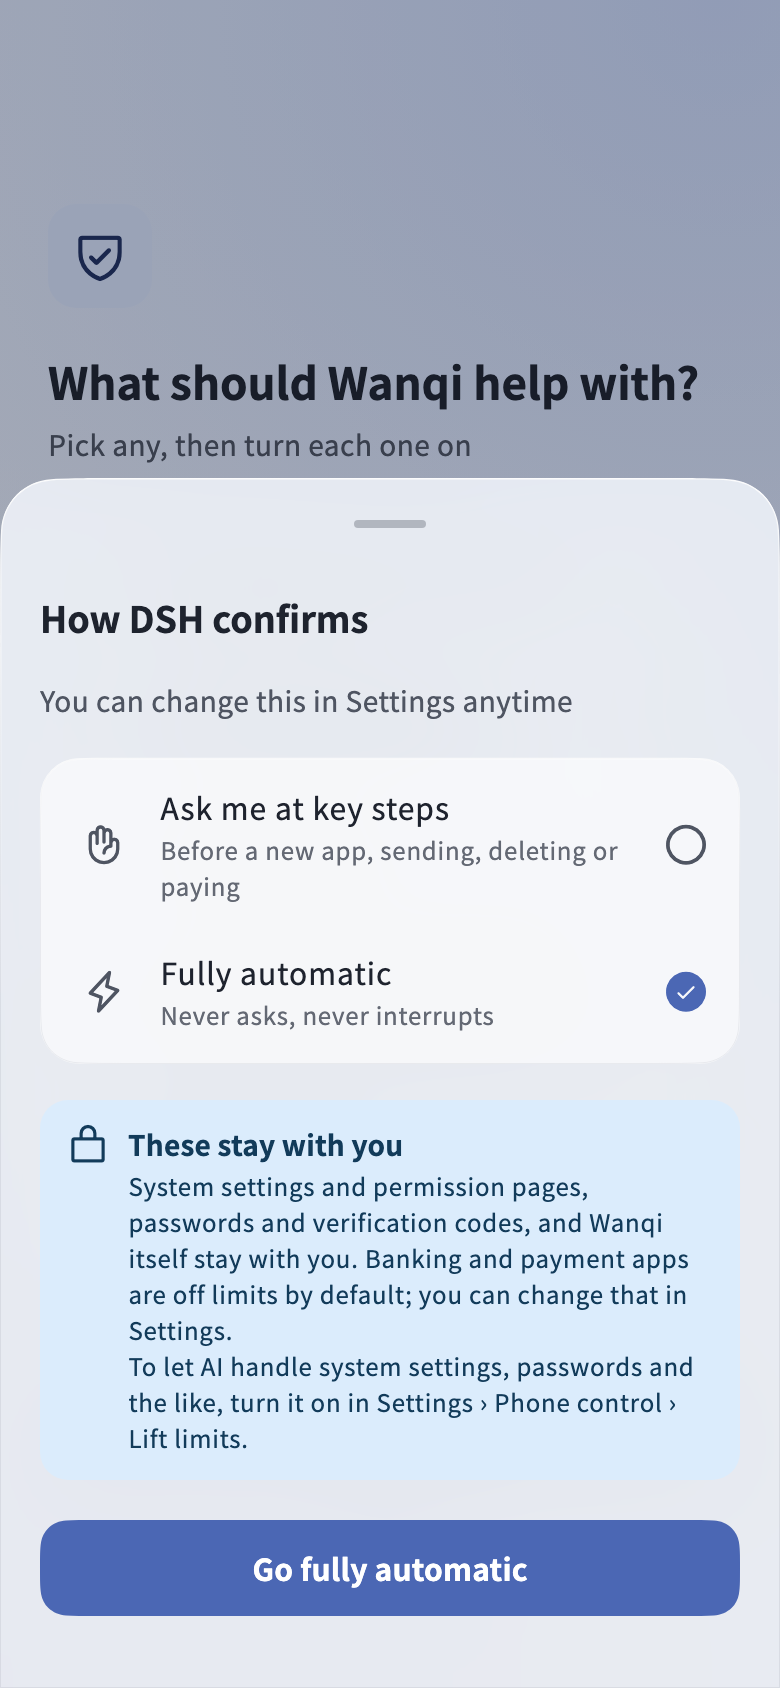 What should Wanqi help with?
Pick any, then turn each one on
How DSH confirms
You can change this in Settings anytime
Ask me at key steps
Before a new app, sending, deleting or
paying
Fully automatic
Never asks, never interrupts
These stay with you
System settings and permission pages,
passwords and verification codes, and Wanqi
itself stay with you. Banking and payment apps
are off limits by default; you can change that in
Settings.
To let AI handle system settings, passwords and
the like, turn it on in Settings › Phone control ›
Lift limits.
Go fully automatic